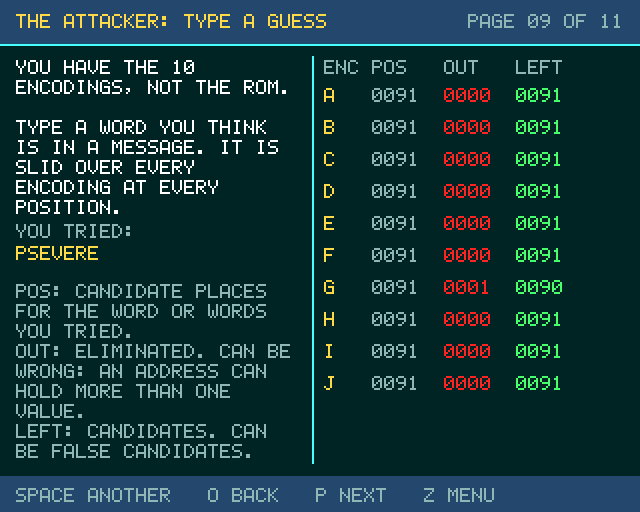 THE ATTACKER: TYPE A GUESS PAGE 09 OF 11
YOU HAVE THE 10
ENCODINGS, NOT THE ROM.
TYPE A WORD YOU THINK
IS IN A MESSAGE. IT IS
SLID OVER EVERY
ENCODING AT EVERY
POSITION.
YOU TRIED:
PSEVERE
POS: CANDIDATE PLACES
FOR THE WORD OR WORDS
YOU TRIED.
OUT: ELIMINATED. CAN BE
WRONG: AN ADDRESS CAN
HOLD MORE THAN ONE
VALUE.
LEFT: CANDIDATES. CAN
BE FALSE CANDIDATES.
ENC POS OUT LEFT
A 0091 0000 0091
B 0091 0000 0091
C 0091 0000 0091
D 0091 0000 0091
E 0091 0000 0091
F 0091 0000 0091
G 0091 0001 0090
H 0091 0000 0091
I 0091 0000 0091
J 0091 0000 0091
SPACE ANOTHER O BACK P NEXT Z MENU